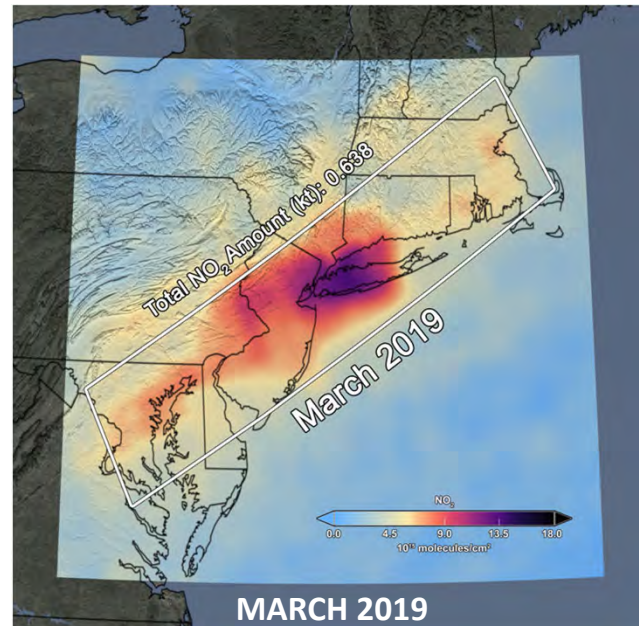 Total NO₂ Amount (kt): 0.638
March 2019
NO₂
0.0 4.5 9.0 13.5 18.0
10¹⁵ molecules/cm²
MARCH 2019